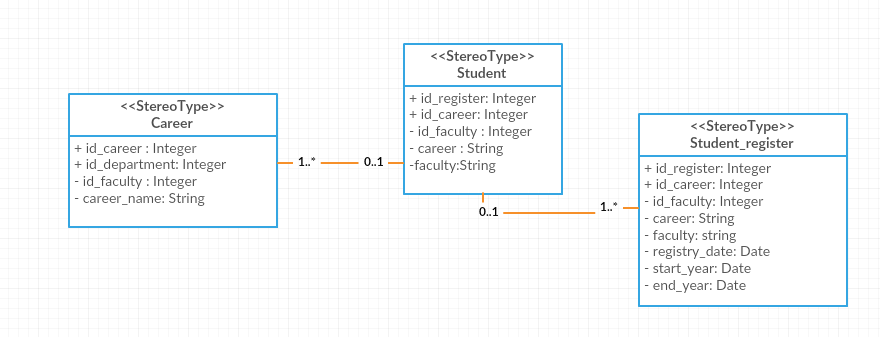 <<StereoType>>
Career
+ id_career : Integer
+ id_department: Integer
- id_faculty : Integer
- career_name: String
1..*
0..1
<<StereoType>>
Student
+ id_register: Integer
+ id_career: Integer
- id_faculty : Integer
- career : String
-faculty:String
0..1
1..*
<<StereoType>>
Student_register
+ id_register: Integer
+ id_career: Integer
- id_faculty: Integer
- career: String
- faculty: string
- registry_date: Date
- start_year: Date
- end_year: Date